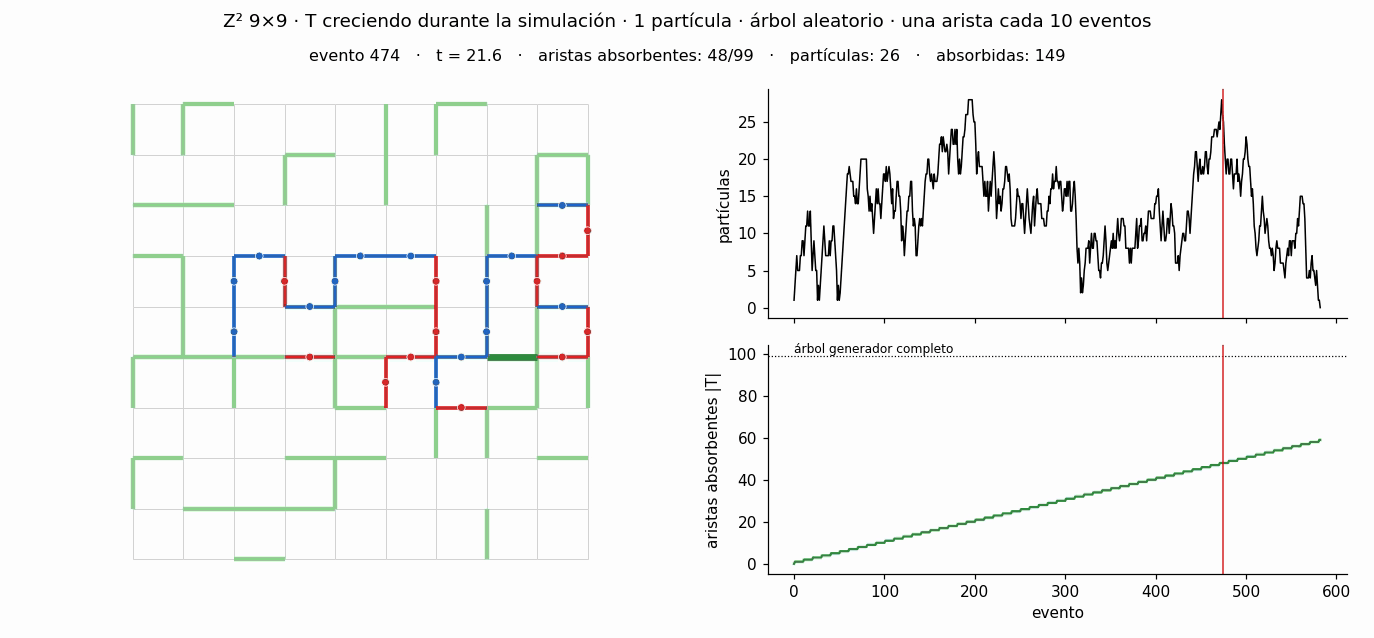 Z² 9×9 · T creciendo durante la simulación · 1 partícula · árbol aleatorio · una arista cada 10 eventos
evento 474 · t = 21.6 · aristas absorbentes: 48/99 · partículas: 26 · absorbidas: 149
25
20
15
10
5
0
partículas
árbol generador completo
100
80
60
40
20
0
aristas absorbentes |T|
0 100 200 300 400 500 600
evento